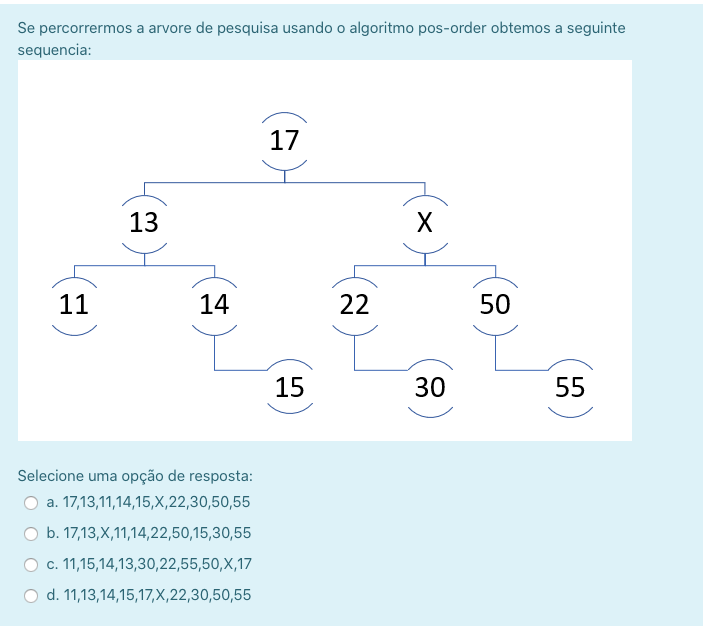 Se percorrermos a arvore de pesquisa usando o algoritmo pos-order obtemos a seguinte
sequencia:
17
13 X
11 14 22 50
15 30 55
Selecione uma opção de resposta:
a. 17,13,11,14,15,X,22,30,50,55
b. 17,13,X,11,14,22,50,15,30,55
c. 11,15,14,13,30,22,55,50,X,17
d. 11,13,14,15,17,X,22,30,50,55